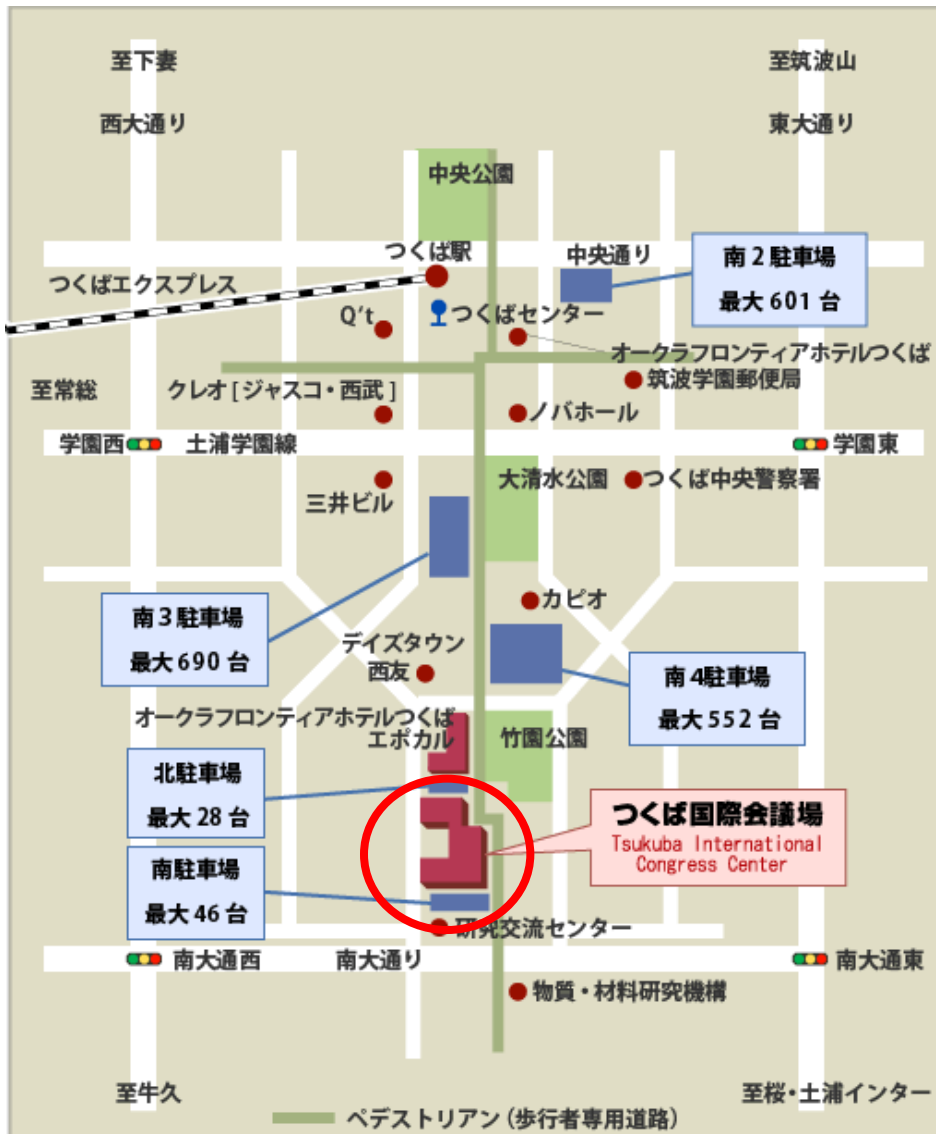 至下妻
至筑波山
西大通り
東大通り
中央公園
つくば駅
中央通り
南2駐車場
最大601台
つくばエクスプレス
Q't
つくばセンター
オークラフロンティアホテルつくば
筑波学園郵便局
至常総
クレオ[ジャスコ・西武]
ノバホール
学園西
土浦学園線
学園東
大清水公園
つくば中央警察署
三井ビル
カピオ
南3駐車場
最大690台
デイズタウン
西友
南4駐車場
最大552台
オークラフロンティアホテルつくば
エポカル
竹園公園
北駐車場
最大28台
つくば国際会議場
Tsukuba International
Congress Center
南駐車場
最大46台
研究交流センター
南大通西
南大通り
南大通東
物質・材料研究機構
至牛久
至桜・土浦インター
ペデストリアン(歩行者専用道路)